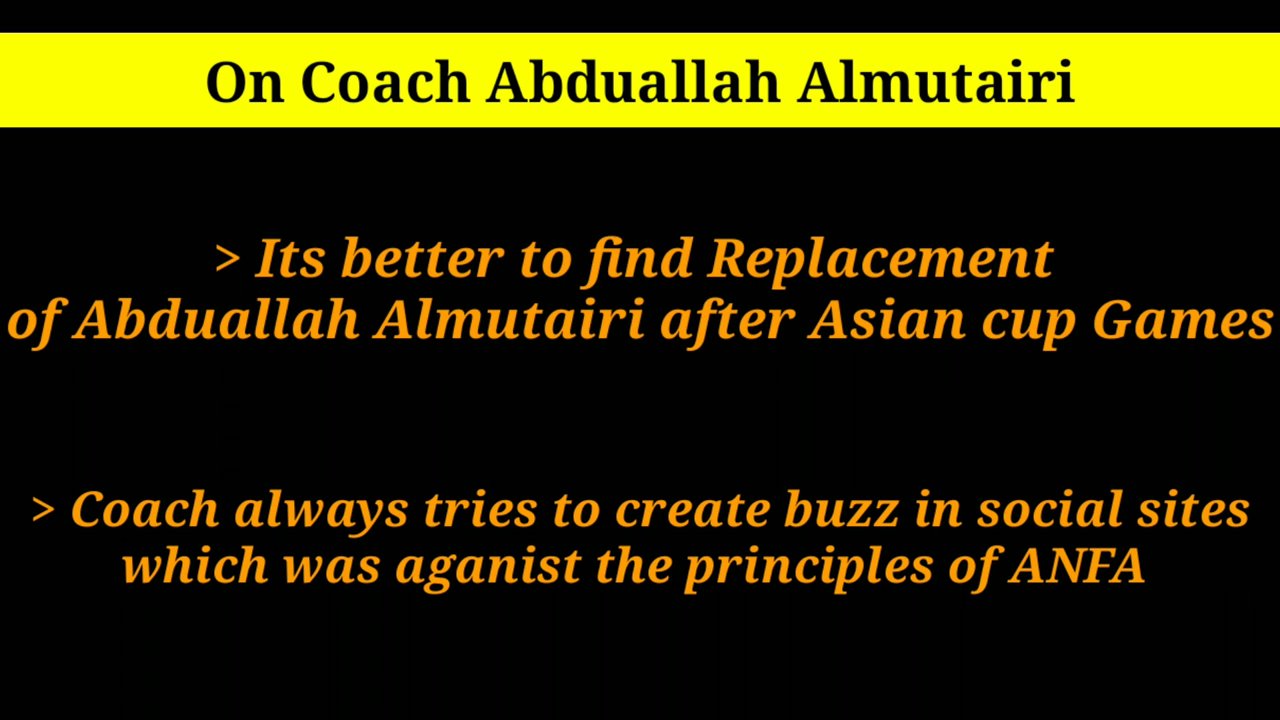 On Coach Abduallah Almutairi
> Its better to find Replacement
of Abduallah Almutairi after Asian cup Games
> Coach always tries to create buzz in social sites
which was aganist the principles of ANFA